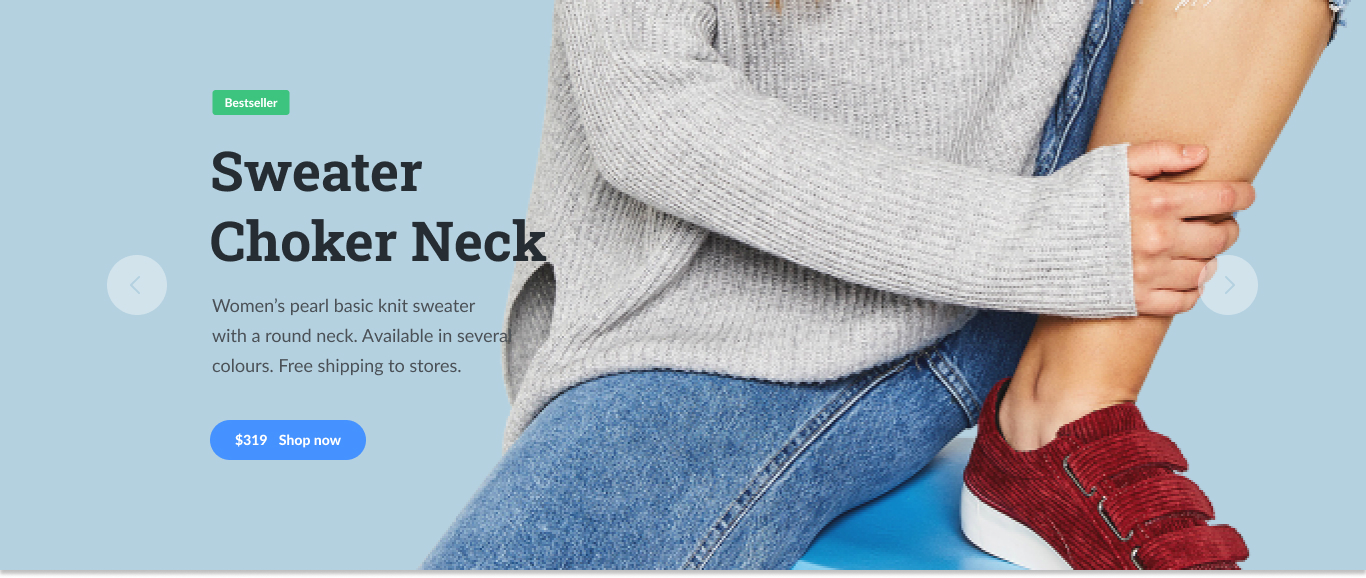 Bestseller
Sweater
Choker Neck
Women’s pearl basic knit sweater
with a round neck. Available in several
colours. Free shipping to stores.
$319 Shop now